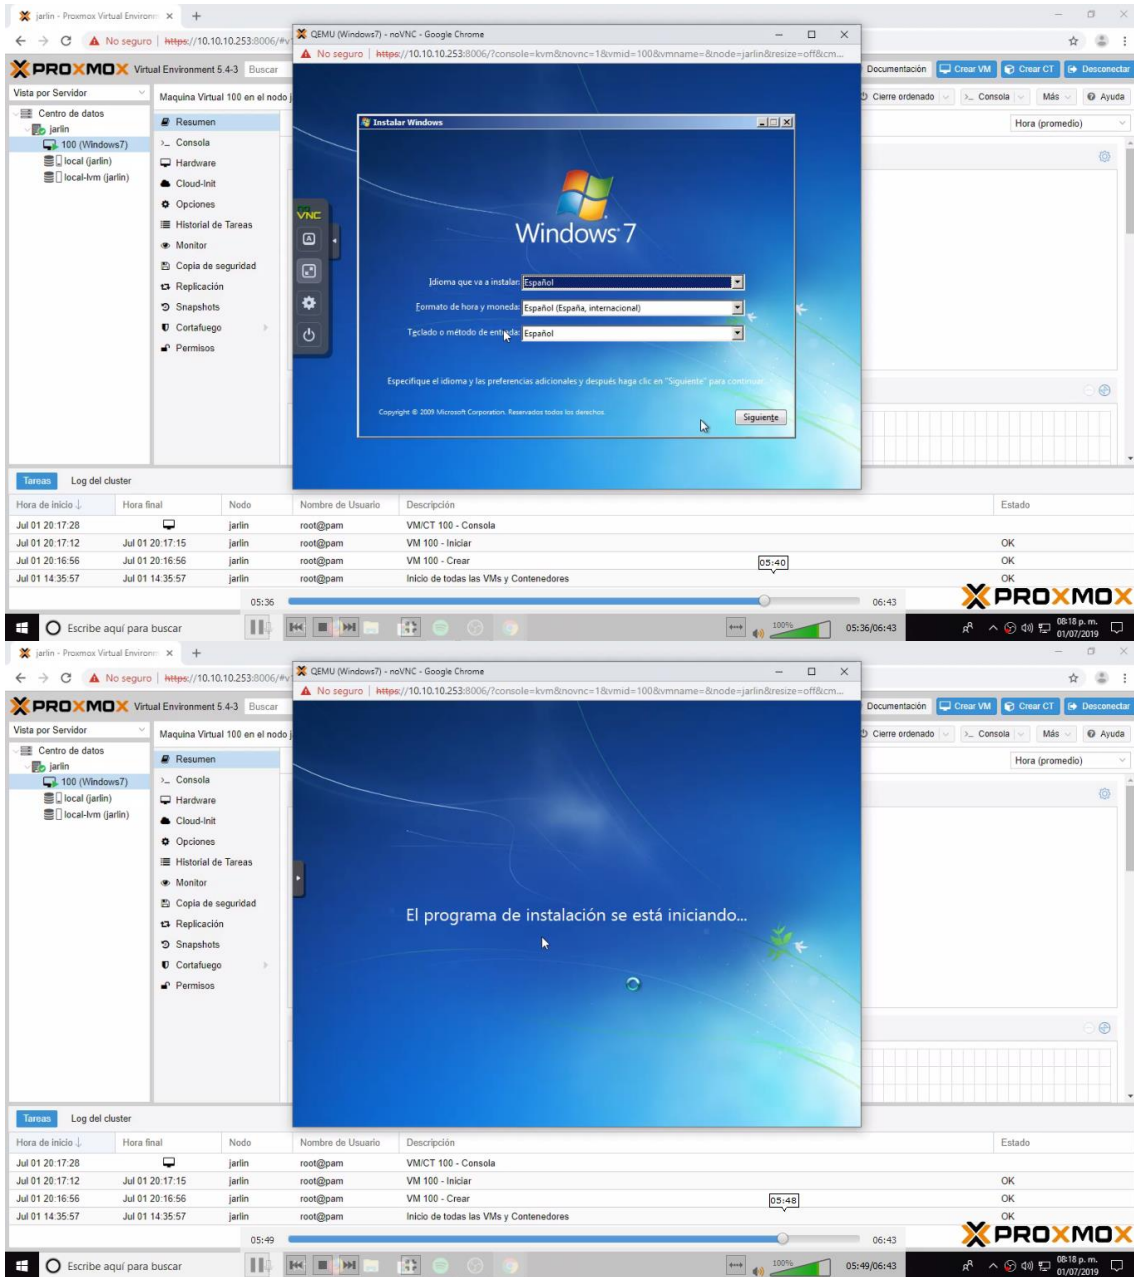 jarlin - Proxmox Virtual Environm
QEMU (Windows7) - noVNC - Google Chrome
No seguro | https://10.10.10.253:8006/#v
No seguro | https://10.10.10.253:8006/?console=kvm&novnc=1&vmid=100&vmname=&node=jarlin&resize=off&cm...
PROXMOX Virtual Environment 5.4-3 Buscar
Documentación Crear VM Crear CT Desconectar
Vista por Servidor
Maquina Virtual 100 en el nodo j
Cierre ordenado Consola Más Ayuda
Centro de datos
jarlin
100 (Windows7)
local (jarlin)
local-lvm (jarlin)
Resumen
Consola
Hardware
Cloud-Init
Opciones
Historial de Tareas
Monitor
Copia de seguridad
Replicación
Snapshots
Cortafuego
Permisos
Hora (promedio)
VNC
Instalar Windows
Windows 7
Idioma que va a instalar: Español
Formato de hora y moneda: Español (España, internacional)
Teclado o método de entrada: Español
Especifique el idioma y las preferencias adicionales y después haga clic en "Siguiente" para continuar.
Copyright © 2009 Microsoft Corporation. Reservados todos los derechos.
Siguiente
Tareas Log del cluster
Hora de inicio Hora final Nodo Nombre de Usuario Descripción Estado
Jul 01 20:17:28 jarlin root@pam VM/CT 100 - Consola
Jul 01 20:17:12 Jul 01 20:17:15 jarlin root@pam VM 100 - Iniciar OK
Jul 01 20:16:56 Jul 01 20:16:56 jarlin root@pam VM 100 - Crear OK
05:40
Jul 01 14:35:57 Jul 01 14:35:57 jarlin root@pam Inicio de todas las VMs y Contenedores OK
PROXMOX
05:36 06:43
Escribe aquí para buscar
100% 05:36/06:43
08:18 p. m.
01/07/2019
jarlin - Proxmox Virtual Environm
QEMU (Windows7) - noVNC - Google Chrome
No seguro | https://10.10.10.253:8006/#v
No seguro | https://10.10.10.253:8006/?console=kvm&novnc=1&vmid=100&vmname=&node=jarlin&resize=off&cm...
PROXMOX Virtual Environment 5.4-3 Buscar
Documentación Crear VM Crear CT Desconectar
Vista por Servidor
Maquina Virtual 100 en el nodo j
Cierre ordenado Consola Más Ayuda
Centro de datos
jarlin
100 (Windows7)
local (jarlin)
local-lvm (jarlin)
Resumen
Consola
Hardware
Cloud-Init
Opciones
Historial de Tareas
Monitor
Copia de seguridad
Replicación
Snapshots
Cortafuego
Permisos
Hora (promedio)
El programa de instalación se está iniciando...
Tareas Log del cluster
Hora de inicio Hora final Nodo Nombre de Usuario Descripción Estado
Jul 01 20:17:28 jarlin root@pam VM/CT 100 - Consola
Jul 01 20:17:12 Jul 01 20:17:15 jarlin root@pam VM 100 - Iniciar OK
Jul 01 20:16:56 Jul 01 20:16:56 jarlin root@pam VM 100 - Crear OK
05:48
Jul 01 14:35:57 Jul 01 14:35:57 jarlin root@pam Inicio de todas las VMs y Contenedores OK
PROXMOX
05:49 06:43
Escribe aquí para buscar
100% 05:49/06:43
08:18 p. m.
01/07/2019